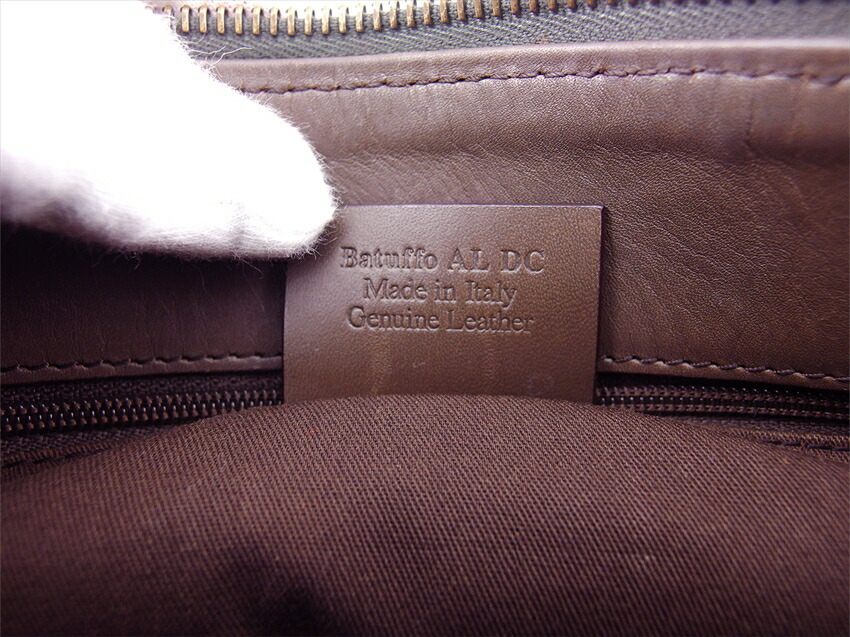 Batuffo AL DC
Made in Italy
Genuine Leather